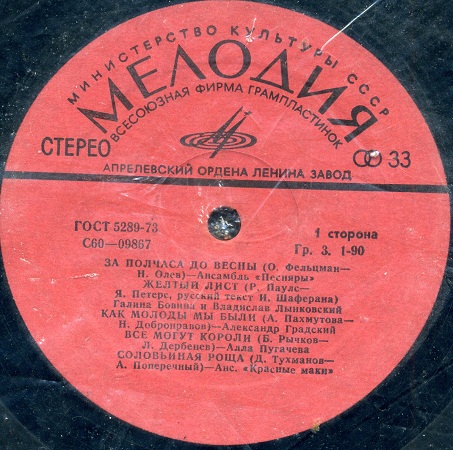 МИНИСТЕРСТВО КУЛЬТУРЫ СССР
МЕЛОДИЯ
ВСЕСОЮЗНАЯ ФИРМА ГРАМПЛАСТИНОК
СТЕРЕО
33
АПРЕЛЕВСКИЙ ОРДЕНА ЛЕНИНА ЗАВОД
ГОСТ 5289-73
С60—09867
1 сторона
Гр. 3. 1-90
ЗА ПОЛЧАСА ДО ВЕСНЫ (О. Фельцман—
Н. Олев)—Ансамбль «Песняры»
ЖЕЛТЫЙ ЛИСТ (Р. Паулс—
Я. Петерс, русский текст И. Шаферана)
Галина Бовина и Владислав Лынковский
КАК МОЛОДЫ МЫ БЫЛИ (А. Пахмутова—
Н. Добронравов)—Александр Градский
ВСЕ МОГУТ КОРОЛИ (Б. Рычков—
Л. Дербенев)—Алла Пугачева
СОЛОВЬИНАЯ РОЩА (Д. Тухманов—
А. Поперечный)—Анс. «Красные маки»